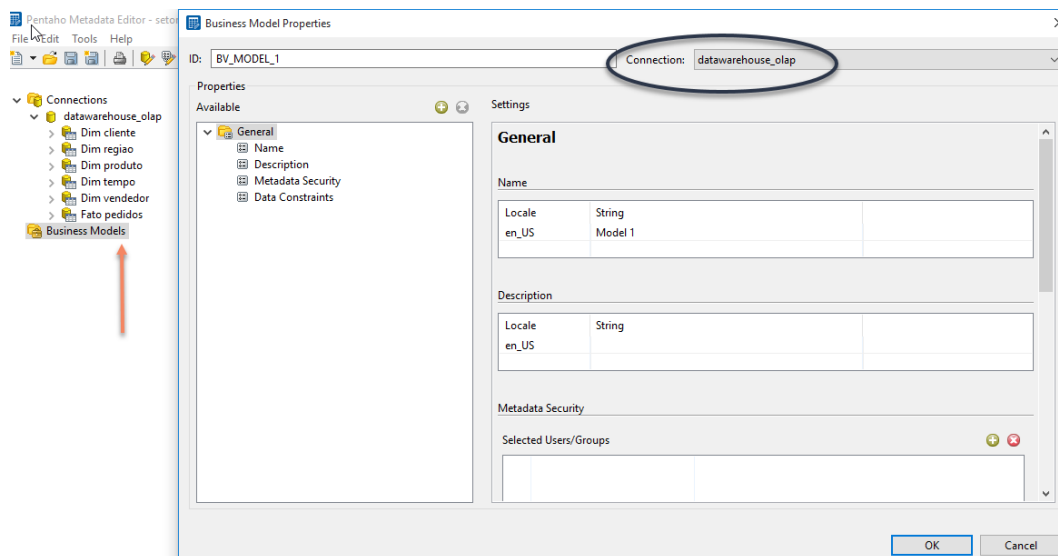 Pentaho Metadata Editor - setor
File Edit Tools Help
Connections
datawarehouse_olap
Dim cliente
Dim regiao
Dim produto
Dim tempo
Dim vendedor
Fato pedidos
Business Models
Business Model Properties
ID: BV_MODEL_1
Connection: datawarehouse_olap
Properties
Available
General
Name
Description
Metadata Security
Data Constraints
Settings
General
Name
Locale String
en_US Model 1
Description
Locale String
en_US
Metadata Security
Selected Users/Groups
OK Cancel